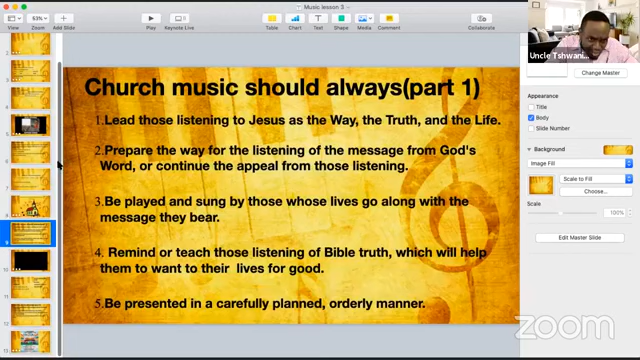 Music lesson 3
View
63%
Zoom
Add Slide
Play
Keynote Live
Table
Chart
Text
Shape
Media
Comment
Collaborate
Uncle Tshwani
Change Master
Church music should always(part 1)
1.Lead those listening to Jesus as the Way, the Truth, and the Life.
2.Prepare the way for the listening of the message from God's
Word, or continue the appeal from those listening.
3.Be played and sung by those whose lives go along with the
message they bear.
4. Remind or teach those listening of Bible truth, which will help
them to want to their lives for good.
5.Be presented in a carefully planned, orderly manner.
Appearance
Title
Body
Slide Number
Background
Image Fill
Scale to Fill
Choose...
Scale
100%
Edit Master Slide
zoom